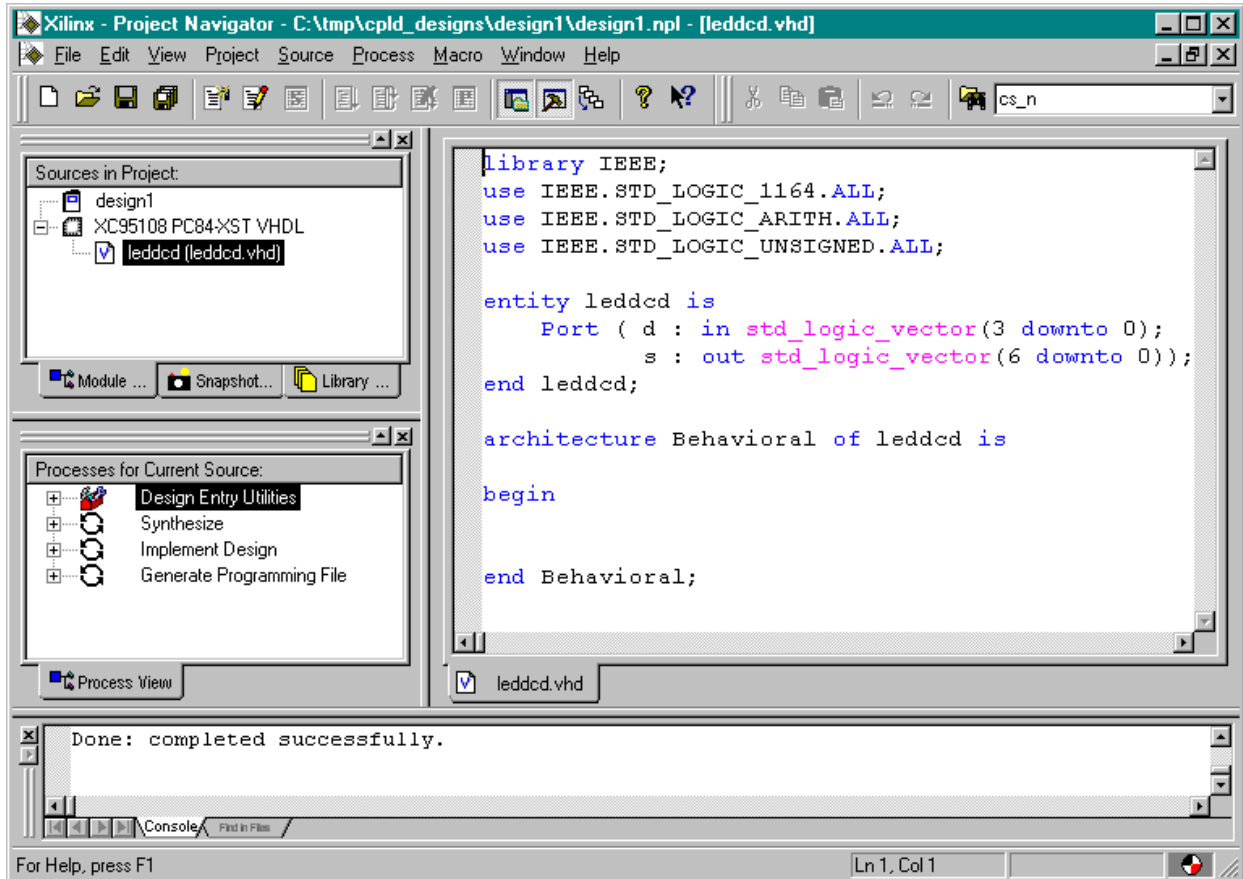 Xilinx - Project Navigator - C:\tmp\cpld_designs\design1\design1.npl - [leddcd.vhd]
File Edit View Project Source Process Macro Window Help
cs_n
Sources in Project:
design1
XC95108 PC84-XST VHDL
leddcd (leddcd.vhd)
Module ... Snapshot... Library ...
Processes for Current Source:
Design Entry Utilities
Synthesize
Implement Design
Generate Programming File
Process View
library IEEE;
use IEEE.STD_LOGIC_1164.ALL;
use IEEE.STD_LOGIC_ARITH.ALL;
use IEEE.STD_LOGIC_UNSIGNED.ALL;
entity leddcd is
Port ( d : in std_logic_vector(3 downto 0);
s : out std_logic_vector(6 downto 0));
end leddcd;
architecture Behavioral of leddcd is
begin
end Behavioral;
leddcd.vhd
Done: completed successfully.
Console Find in Files
For Help, press F1 Ln 1, Col 1